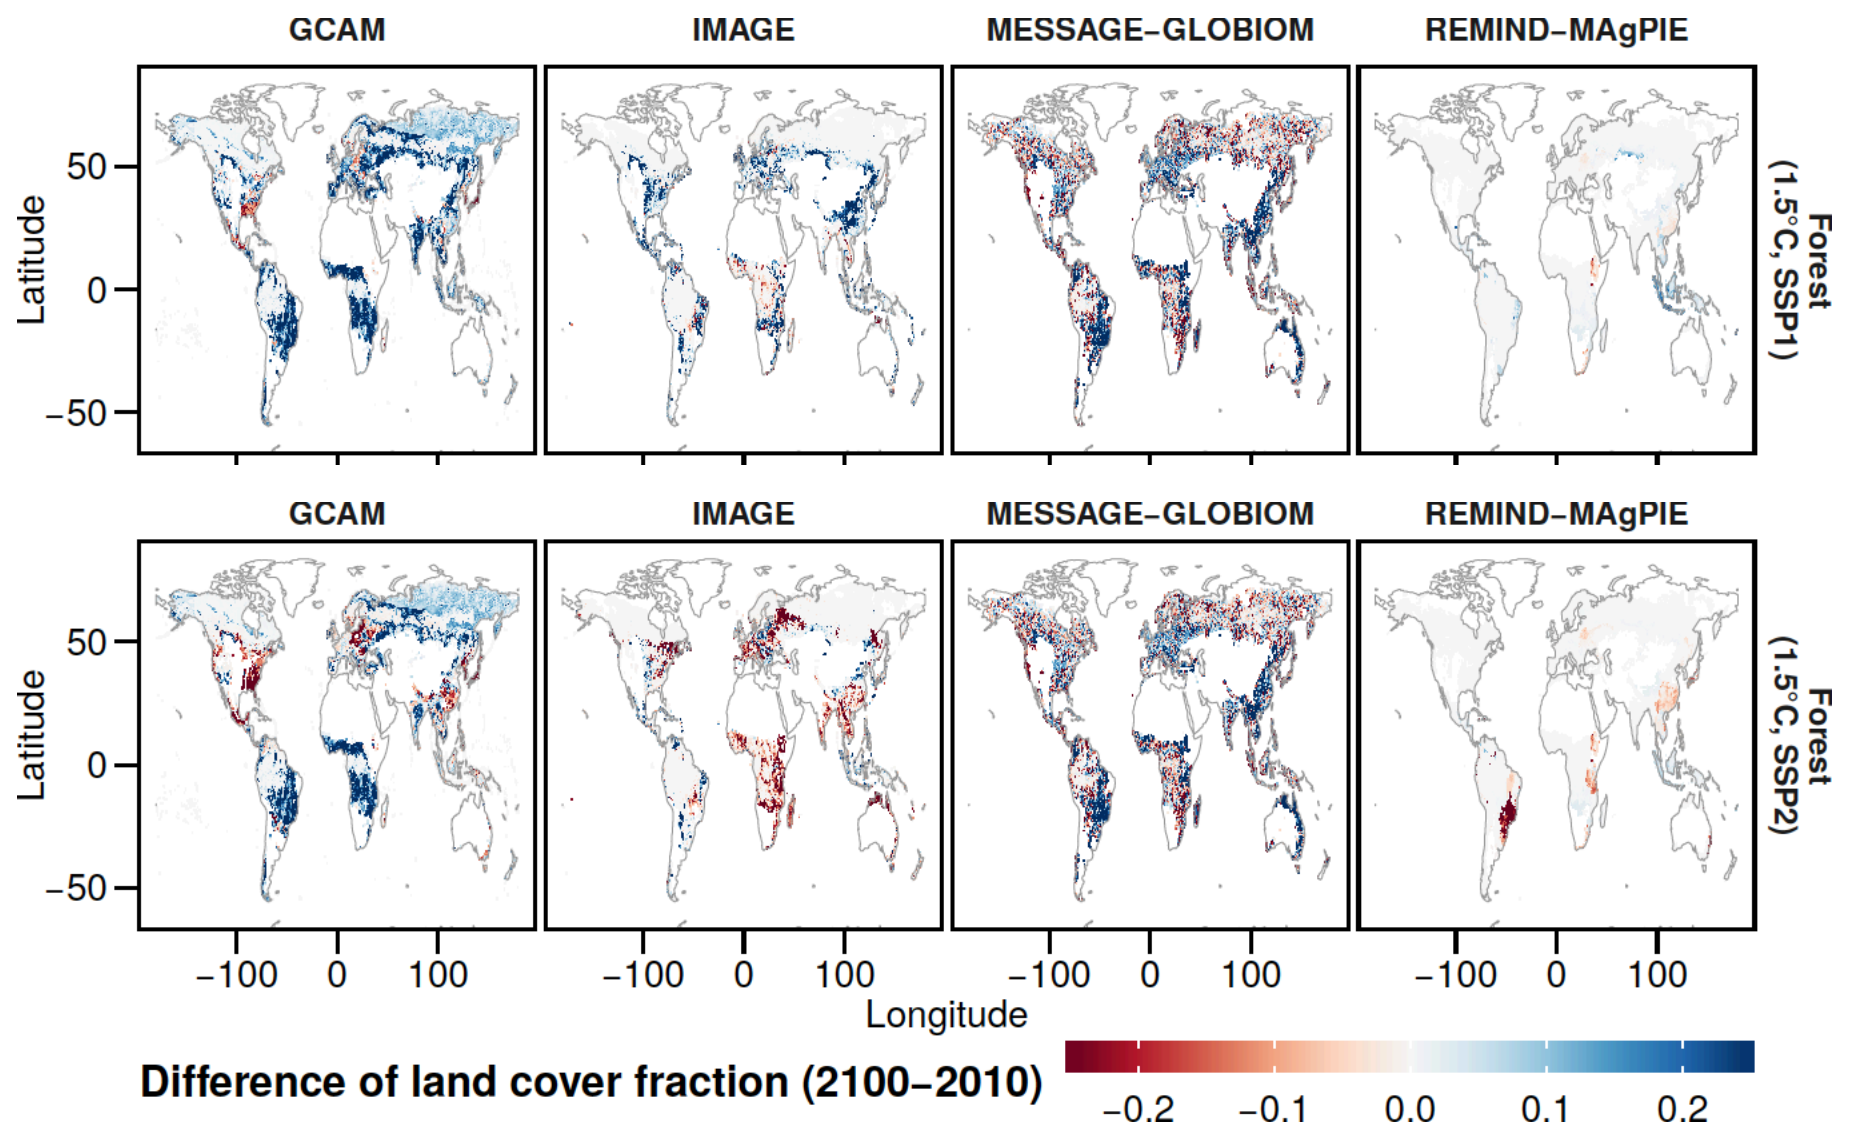 GCAM IMAGE MESSAGE−GLOBIOM REMIND−MAgPIE
50
0
−50
Latitude
Forest
(1.5°C, SSP1)
GCAM IMAGE MESSAGE−GLOBIOM REMIND−MAgPIE
50
0
−50
Latitude
Forest
(1.5°C, SSP2)
−100 0 100 −100 0 100 −100 0 100 −100 0 100
Longitude
Difference of land cover fraction (2100−2010)
−0.2 −0.1 0.0 0.1 0.2